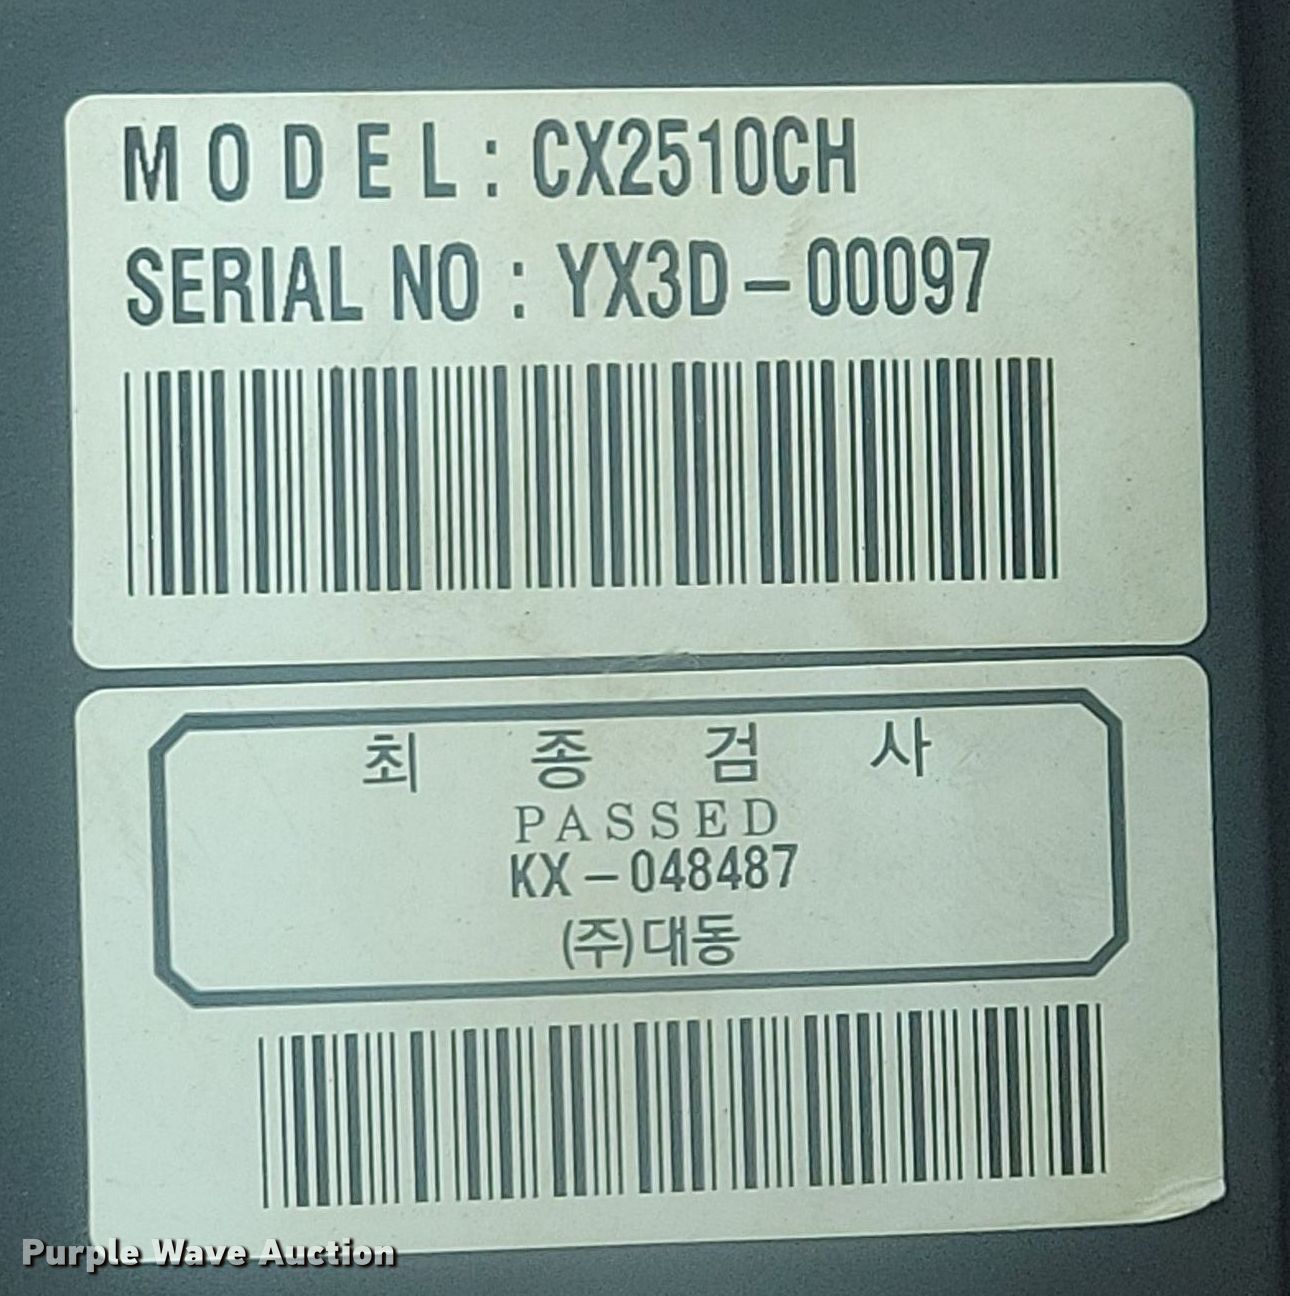 MODEL: CX2510CH
SERIAL NO : YX3D-00097
최 종 검 사
PASSED
KX-048487
(주)대동
Purple Wave Auction